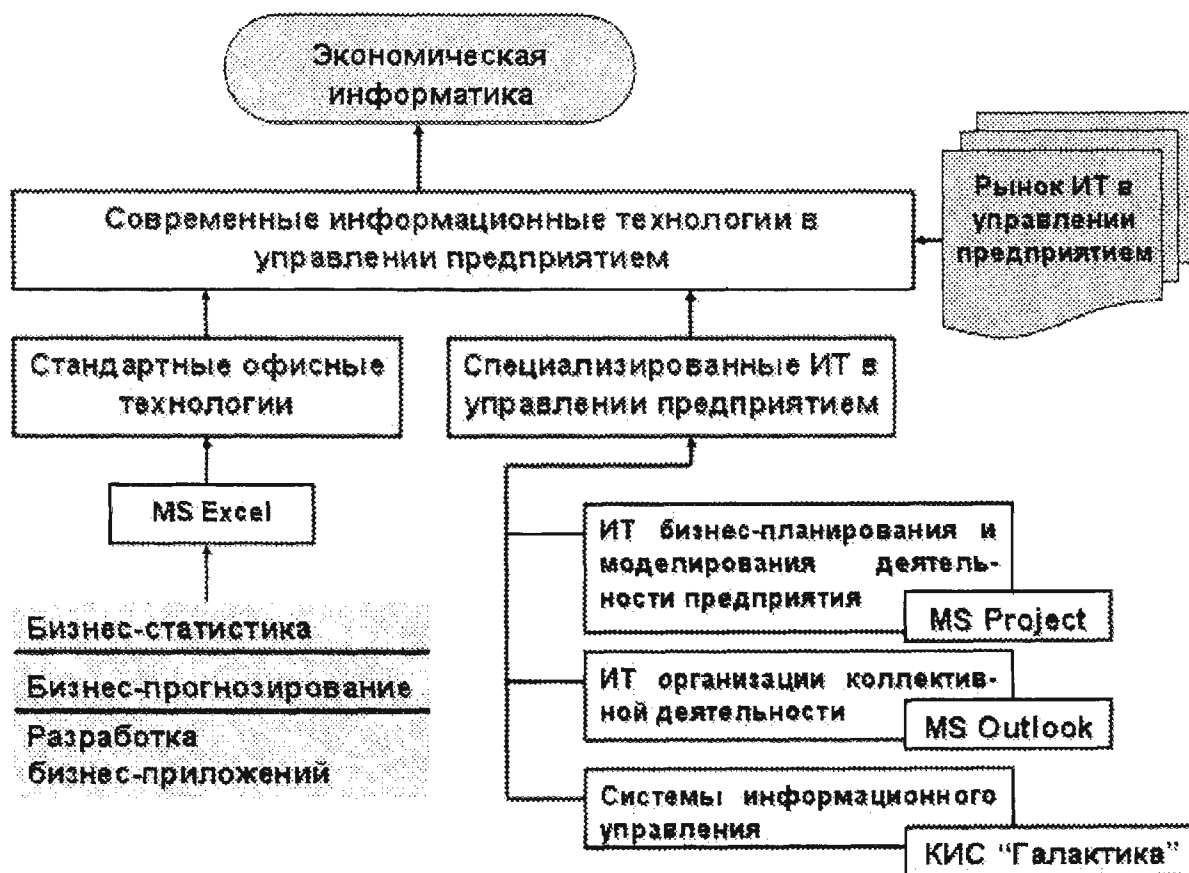 Экономическая
информатика
Рынок ИТ в
управлении
предприятием
Современные информационные технологии в
управлении предприятием
Стандартные офисные
технологии
Специализированные ИТ в
управлении предприятием
MS Excel
Бизнес-статистика
Бизнес-прогнозирование
Разработка
бизнес-приложений
ИТ бизнес-планирования и
моделирования деятель-
ности предприятия
MS Project
ИТ организации коллектив-
ной деятельности
MS Outlook
Системы информационного
управления
КИС "Галактика"